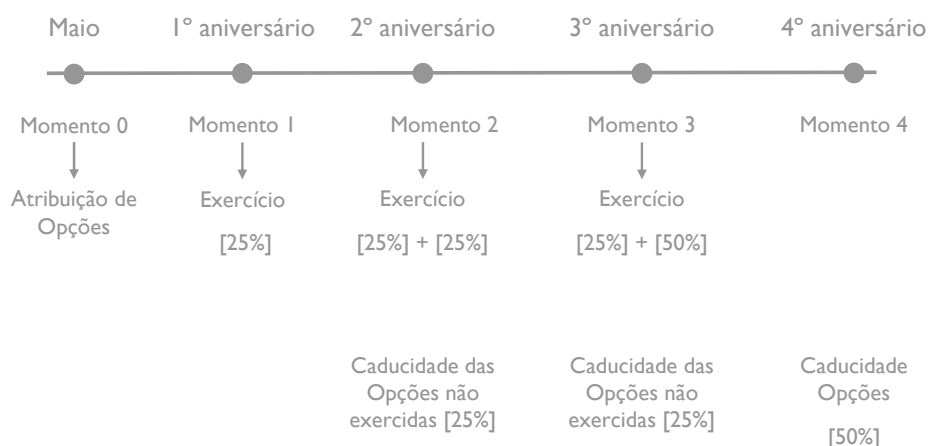 Maio 1º aniversário 2º aniversário 3º aniversário 4º aniversário
Momento 0 Momento 1 Momento 2 Momento 3 Momento 4
Atribuição de
Opções
Exercício
[25%]
Exercício
[25%] + [25%]
Exercício
[25%] + [50%]
Caducidade das
Opções não
exercidas [25%]
Caducidade das
Opções não
exercidas [25%]
Caducidade
Opções
[50%]